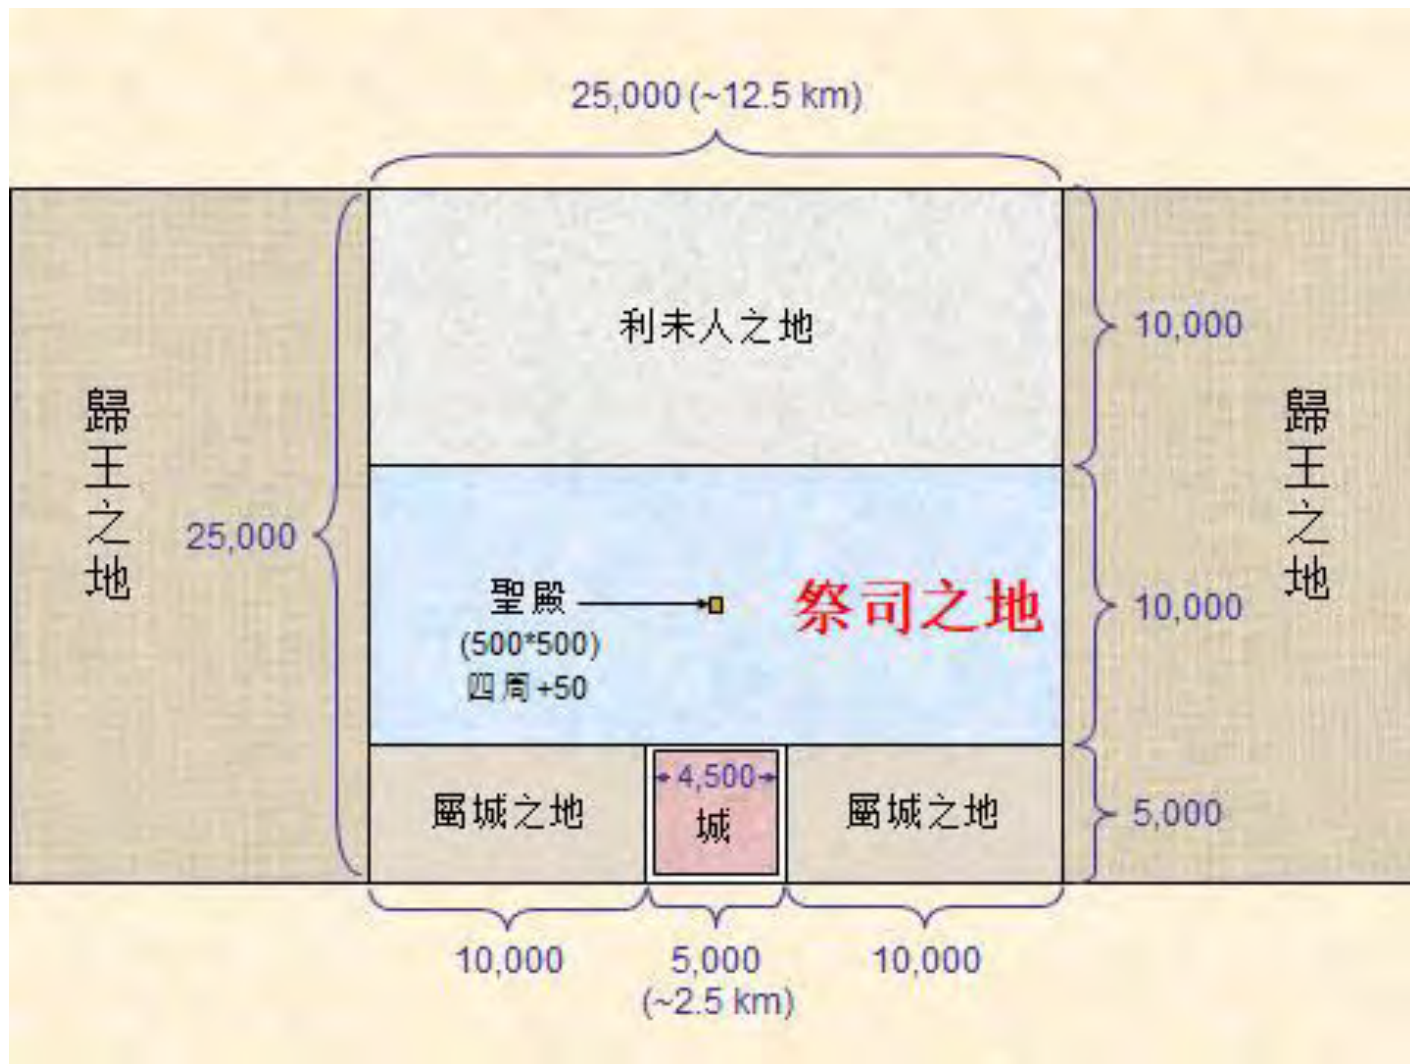 25,000 (~12.5 km)
利未人之地
10,000
歸王之地
歸王之地
25,000
聖殿
(500*500)
四周+50
祭司之地
10,000
屬城之地
4,500
城
屬城之地
5,000
10,000
5,000
(~2.5 km)
10,000